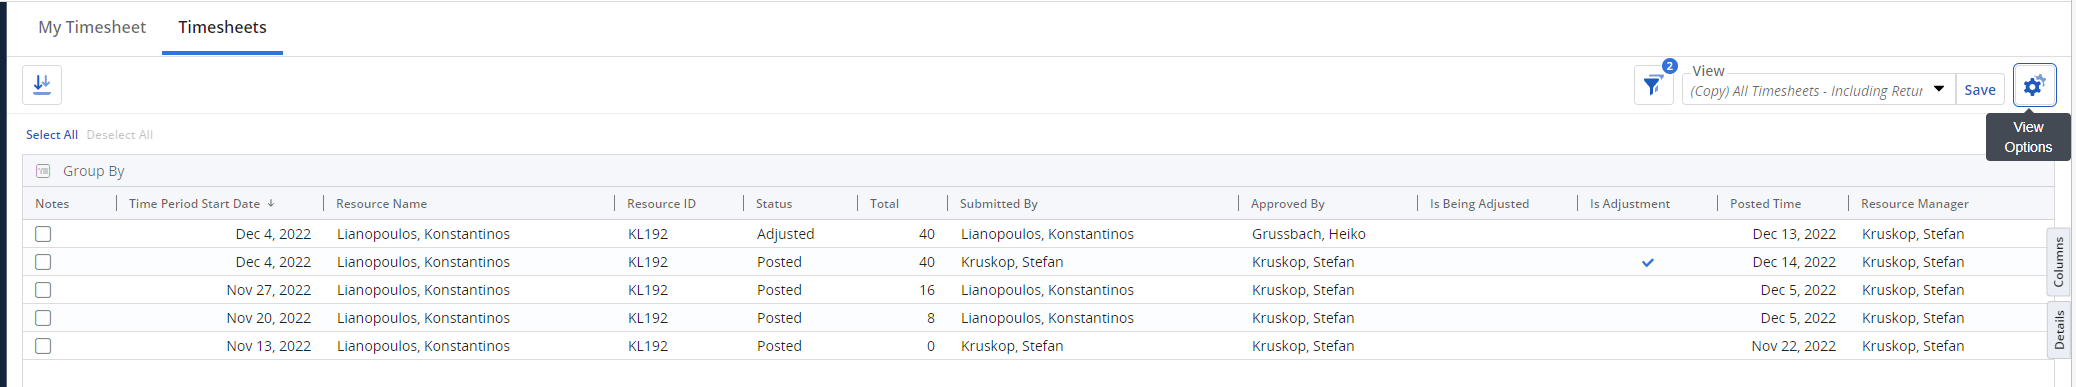 My Timesheet Timesheets
2
View
(Copy) All Timesheets - Including Retur Save
Select All Deselect All
View
Options
Group By
Notes Time Period Start Date ↓ Resource Name Resource ID Status Total Submitted By Approved By Is Being Adjusted Is Adjustment Posted Time Resource Manager
Dec 4, 2022 Lianopoulos, Konstantinos KL192 Adjusted 40 Lianopoulos, Konstantinos Grussbach, Heiko Dec 13, 2022 Kruskop, Stefan
Dec 4, 2022 Lianopoulos, Konstantinos KL192 Posted 40 Kruskop, Stefan Kruskop, Stefan Dec 14, 2022 Kruskop, Stefan
Nov 27, 2022 Lianopoulos, Konstantinos KL192 Posted 16 Lianopoulos, Konstantinos Kruskop, Stefan Dec 5, 2022 Kruskop, Stefan
Nov 20, 2022 Lianopoulos, Konstantinos KL192 Posted 8 Lianopoulos, Konstantinos Kruskop, Stefan Dec 5, 2022 Kruskop, Stefan
Nov 13, 2022 Lianopoulos, Konstantinos KL192 Posted 0 Kruskop, Stefan Kruskop, Stefan Nov 22, 2022 Kruskop, Stefan
Columns
Details